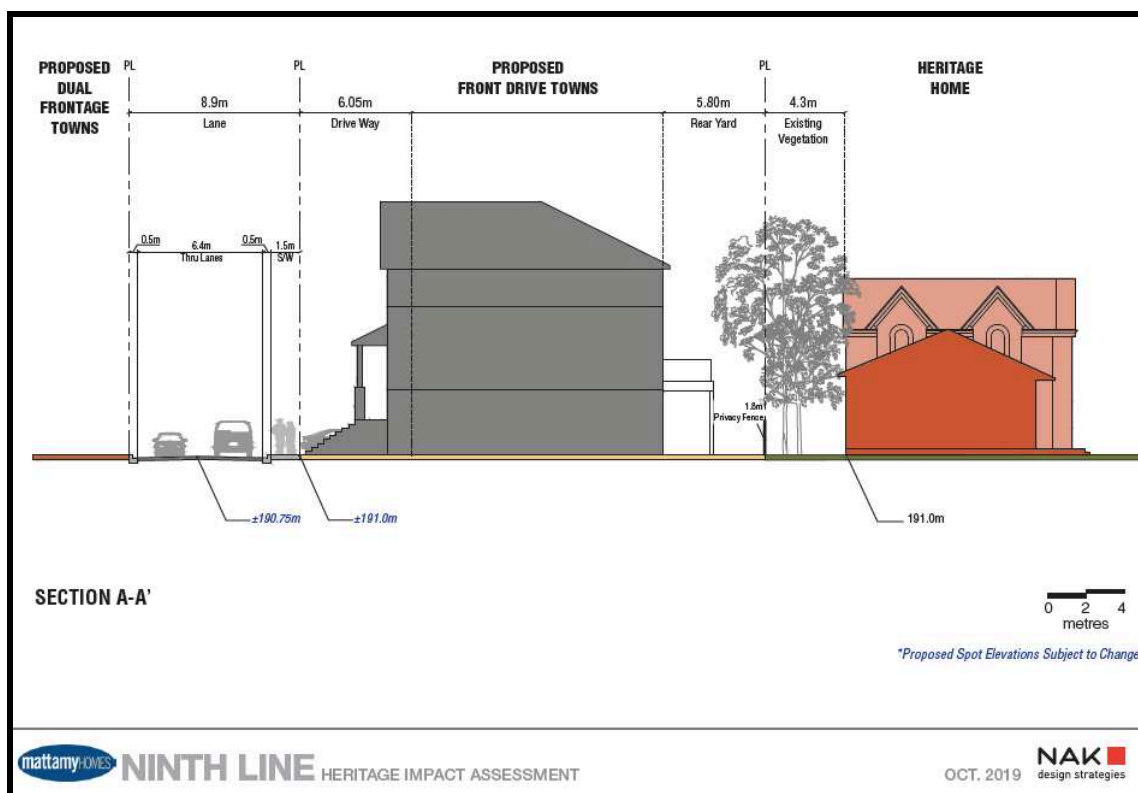 PROPOSED
DUAL
FRONTAGE
TOWNS
PL
8.9m
Lane
PL
6.05m
Drive Way
PROPOSED
FRONT DRIVE TOWNS
5.80m
Rear Yard
PL
4.3m
Existing
Vegetation
HERITAGE
HOME
0.5m
6.4m
Thru Lanes
0.5m
1.5m
S/W
1.8m
Privacy Fence
±190.75m
±191.0m
191.0m
SECTION A-A'
0 2 4
metres
*Proposed Spot Elevations Subject to Change
mattamyHOMES NINTH LINE HERITAGE IMPACT ASSESSMENT
OCT. 2019
NAK
design strategies